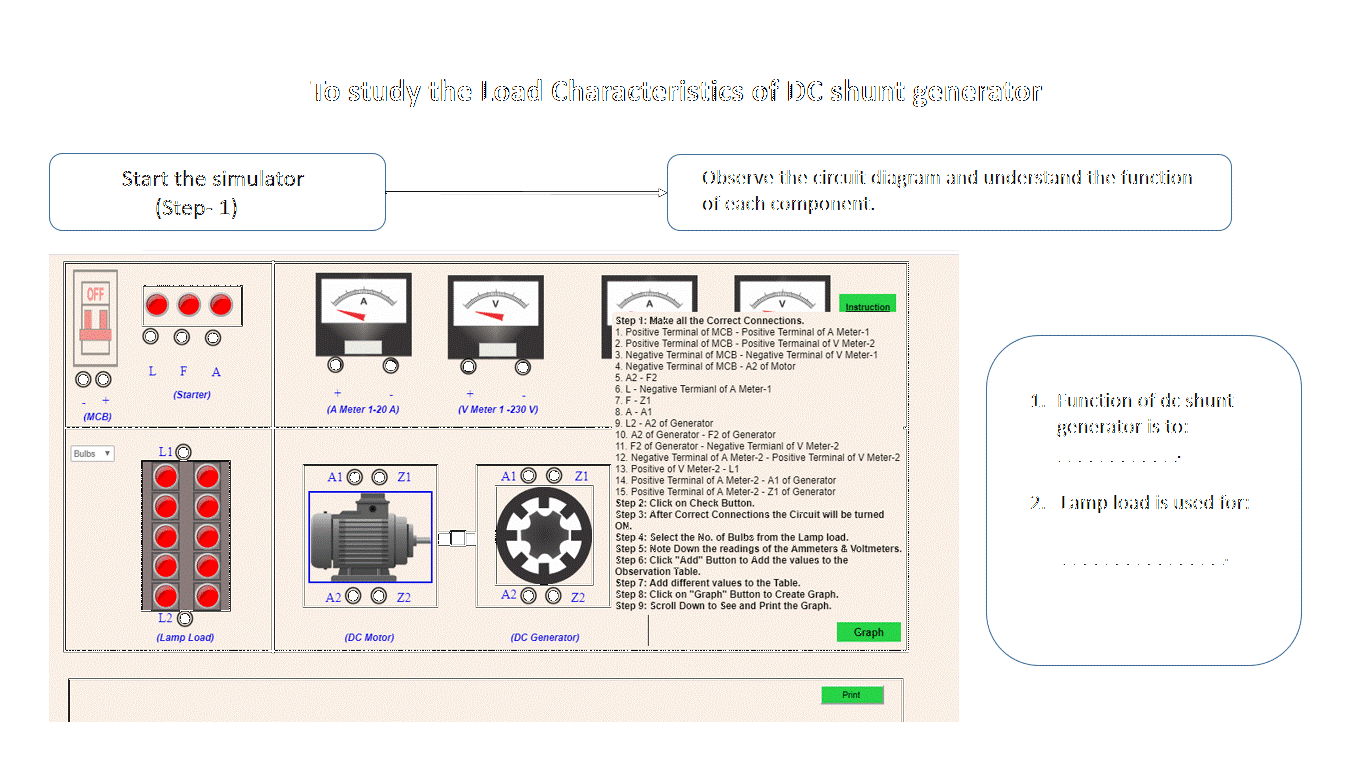 To study the Load Characteristics of DC shunt generator
Start the simulator
(Step- 1)
Observe the circuit diagram and understand the function
of each component.
OFF
L F A
(Starter)
- +
(MCB)
A
+ -
(A Meter 1-20 A)
V
+ -
(V Meter 1 -230 V)
A
V
Instruction
Step 1: Make all the Correct Connections.
1. Positive Terminal of MCB - Positive Terminal of A Meter-1
2. Positive Terminal of MCB - Positive Termainal of V Meter-2
3. Negative Terminal of MCB - Negative Terminal of V Meter-1
4. Negative Terminal of MCB - A2 of Motor
5. A2 - F2
6. L - Negative Termianl of A Meter-1
7. F - Z1
8. A - A1
9. L2 - A2 of Generator
10. A2 of Generator - F2 of Generator
11. F2 of Generator - Negative Termianl of V Meter-2
12. Negative Terminal of A Meter-2 - Positive Terminal of V Meter-2
13. Positive of V Meter-2 - L1
14. Positive Terminal of A Meter-2 - A1 of Generator
15. Positive Terminal of A Meter-2 - Z1 of Generator
Step 2: Click on Check Button.
Step 3: After Correct Connections the Circuit will be turned
ON.
Step 4: Select the No. of Bulbs from the Lamp load.
Step 5: Note Down the readings of the Ammeters & Voltmeters.
Step 6: Click "Add" Button to Add the values to the
Observation Table.
Step 7: Add different values to the Table.
Step 8: Click on "Graph" Button to Create Graph.
Step 9: Scroll Down to See and Print the Graph.
Bulbs
L1
L2
(Lamp Load)
A1 Z1
A2 Z2
(DC Motor)
A1 Z1
A2 Z2
(DC Generator)
Graph
Print
1. Function of dc shunt
generator is to:
. . . . . . . . . . . . .
2. Lamp load is used for:
. . . . . . . . . . . . . . . . .